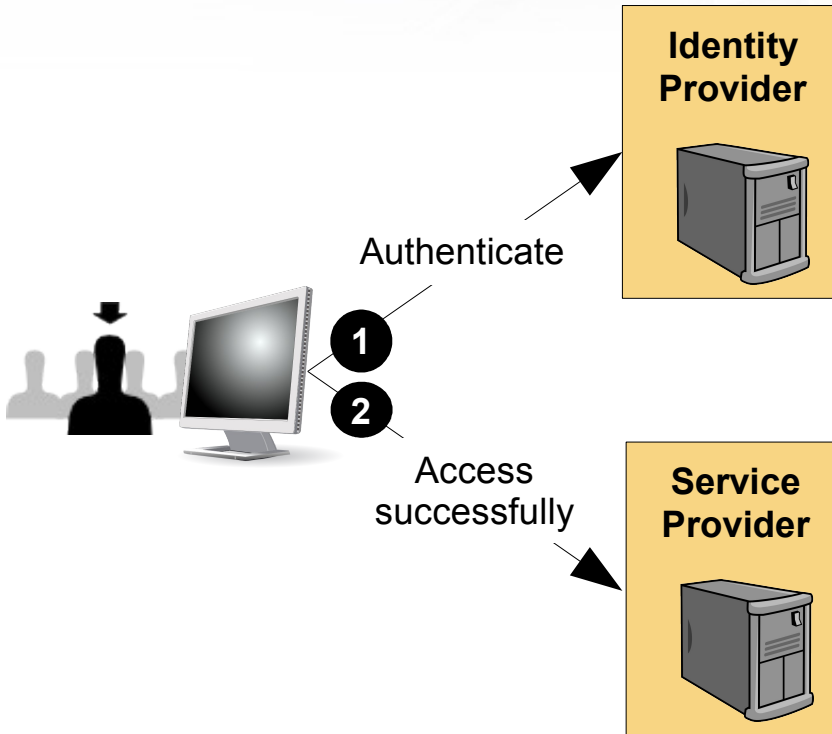 Identity
Provider
Authenticate
1
2
Access
successfully
Service
Provider